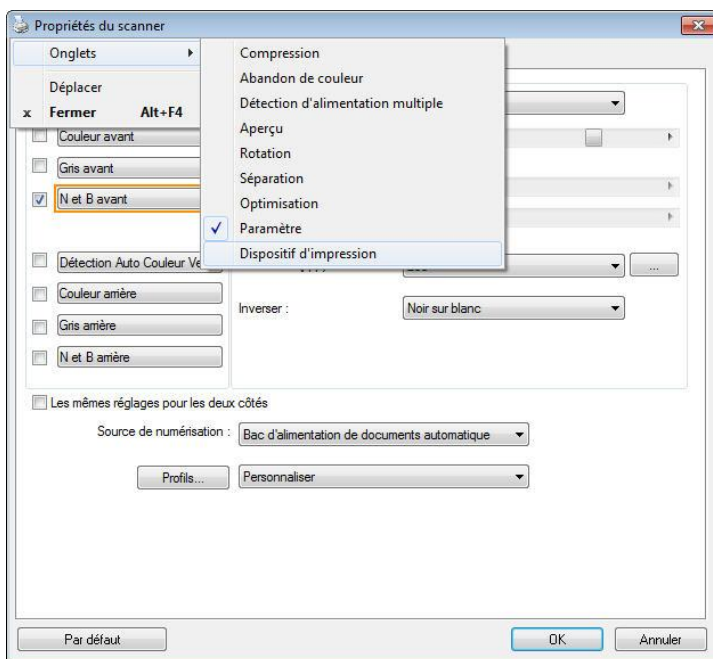 Propriétés du scanner
Onglets
Déplacer
x Fermer Alt+F4
Compression
Abandon de couleur
Détection d'alimentation multiple
Aperçu
Rotation
Séparation
Optimisation
Paramètre
Dispositif d'impression
Couleur avant
Gris avant
N et B avant
Détection Auto Couleur Ve
Couleur arrière
Gris arrière
N et B arrière
Inverser :
Noir sur blanc
...
Les mêmes réglages pour les deux côtés
Source de numérisation : Bac d'alimentation de documents automatique
Profils... Personnaliser
Par défaut OK Annuler